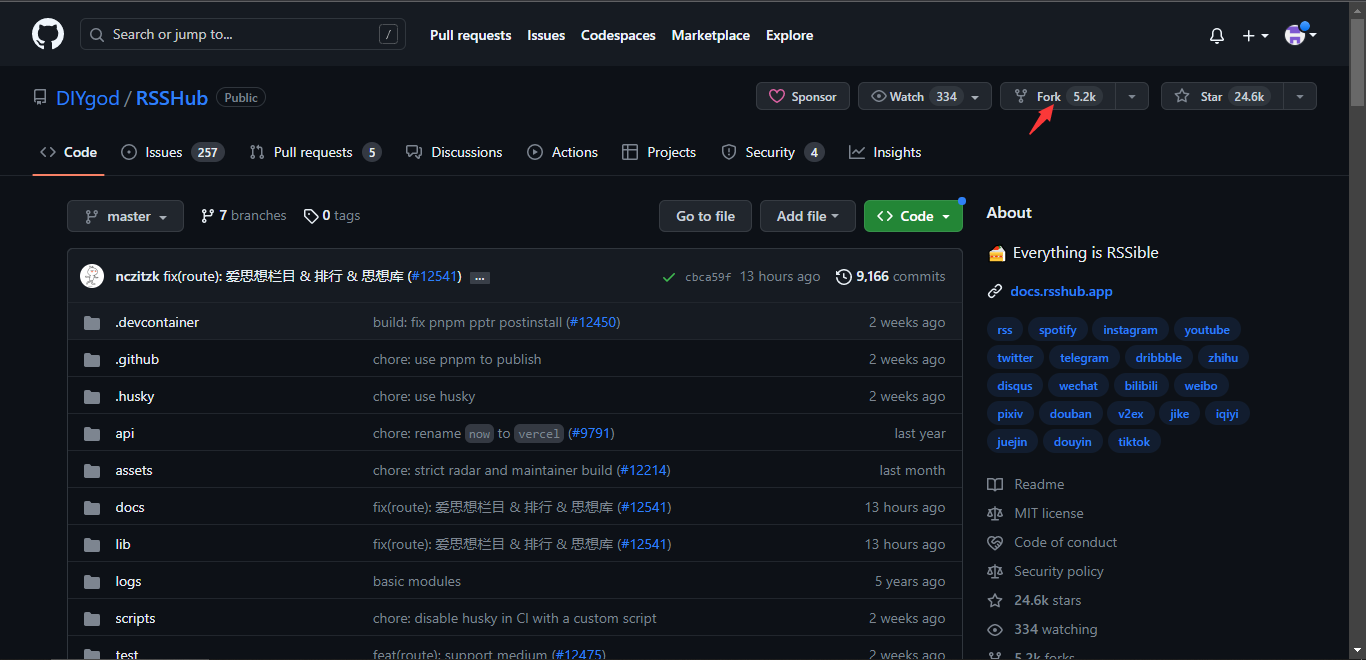 Search or jump to... / Pull requests Issues Codespaces Marketplace Explore
DIYgod / RSSHub Public Sponsor Watch 334 Fork 5.2k Star 24.6k
<> Code Issues 257 Pull requests 5 Discussions Actions Projects Security 4 Insights
master 7 branches 0 tags Go to file Add file <> Code
nczitzk fix(route): 爱思想栏目 & 排行 & 思想库 (#12541) ... cbca59f 13 hours ago 9,166 commits
.devcontainer build: fix pnpm pptr postinstall (#12450) 2 weeks ago
.github chore: use pnpm to publish 2 weeks ago
.husky chore: use husky 2 weeks ago
api chore: rename now to vercel (#9791) last year
assets chore: strict radar and maintainer build (#12214) last month
docs fix(route): 爱思想栏目 & 排行 & 思想库 (#12541) 13 hours ago
lib fix(route): 爱思想栏目 & 排行 & 思想库 (#12541) 13 hours ago
logs basic modules 5 years ago
scripts chore: disable husky in CI with a custom script 2 weeks ago
test feat(route): support medium (#12475) 2 weeks ago
About
🍰 Everything is RSSible
docs.rsshub.app
rss spotify instagram youtube
twitter telegram dribbble zhihu
disqus wechat bilibili weibo
pixiv douban v2ex jike iqiyi
juejin douyin tiktok
Readme
MIT license
Code of conduct
Security policy
24.6k stars
334 watching
5.2k forks